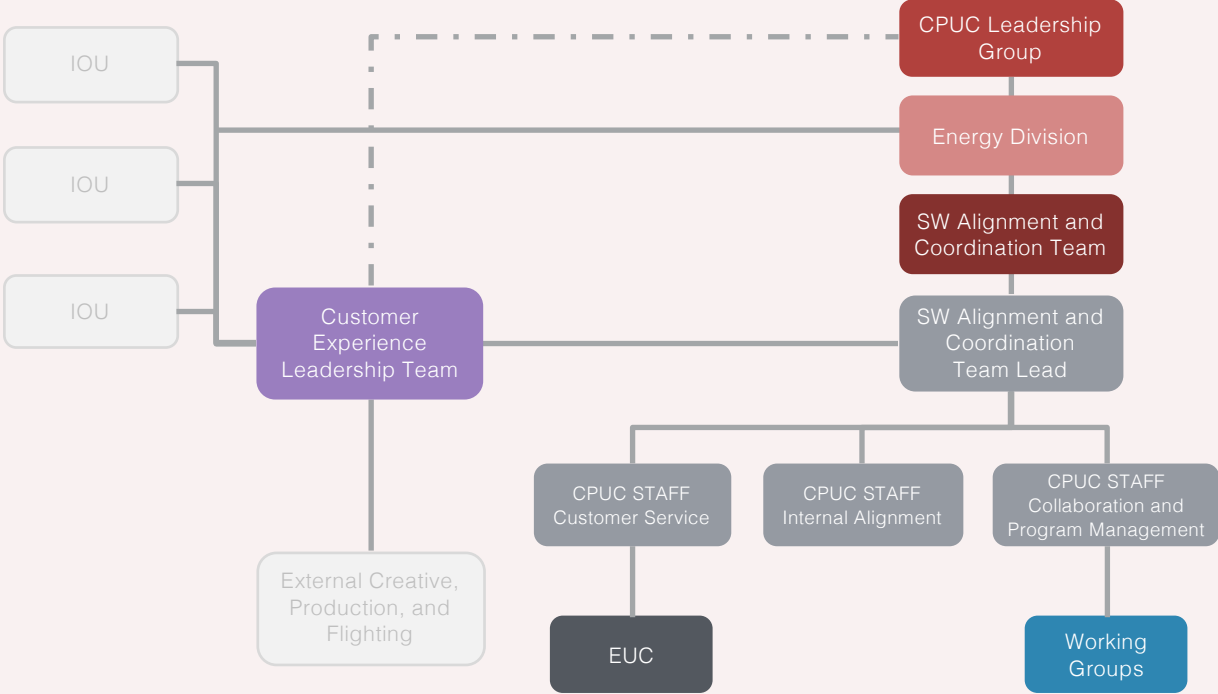 CPUC Leadership
Group
IOU
Energy Division
IOU
SW Alignment and
Coordination Team
IOU
Customer
Experience
Leadership Team
SW Alignment and
Coordination
Team Lead
CPUC STAFF
Customer Service
CPUC STAFF
Internal Alignment
CPUC STAFF
Collaboration and
Program Management
External Creative,
Production, and
Flighting
EUC
Working
Groups